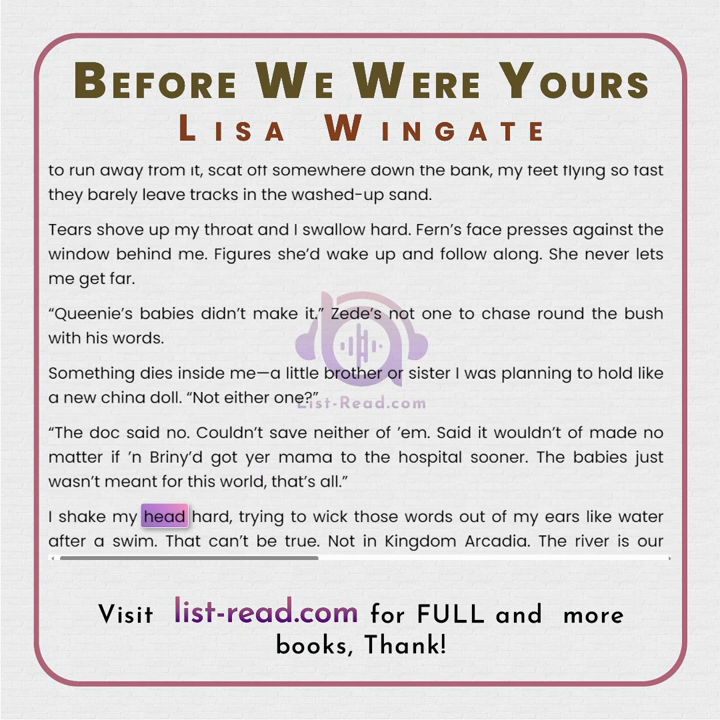 BEFORE WE WERE YOURS
LISA WINGATE
to run away from it, scat off somewhere down the bank, my feet flying so fast
they barely leave tracks in the washed-up sand.
Tears shove up my throat and I swallow hard. Fern’s face presses against the
window behind me. Figures she’d wake up and follow along. She never lets
me get far.
“Queenie’s babies didn’t make it.” Zede’s not one to chase round the bush
with his words.
Something dies inside me—a little brother or sister I was planning to hold like
a new china doll. “Not either one?”
List-Read.com
“The doc said no. Couldn’t save neither of ’em. Said it wouldn’t of made no
matter if ’n Briny’d got yer mama to the hospital sooner. The babies just
wasn’t meant for this world, that’s all.”
I shake my head hard, trying to wick those words out of my ears like water
after a swim. That can’t be true. Not in Kingdom Arcadia. The river is our
Visit list-read.com for FULL and more
books, Thank!